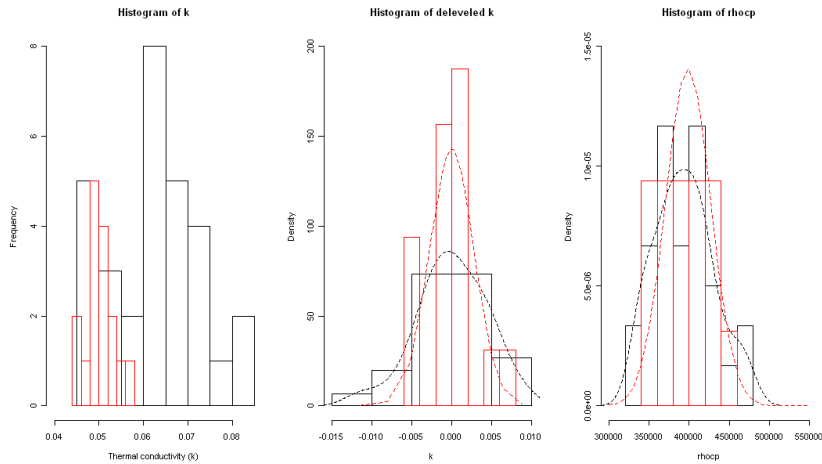 Histogram of k
Frequency
0 2 4 6 8
0.04 0.05 0.06 0.07 0.08
Thermal conductivity (k)
Histogram of deleveled k
Density
0 50 100 150 200
-0.015 -0.010 -0.005 0.000 0.005 0.010
k
Histogram of rhocp
Density
0.0e+00 5.0e-06 1.0e-05 1.5e-05
300000 350000 400000 450000 500000 550000
rhocp